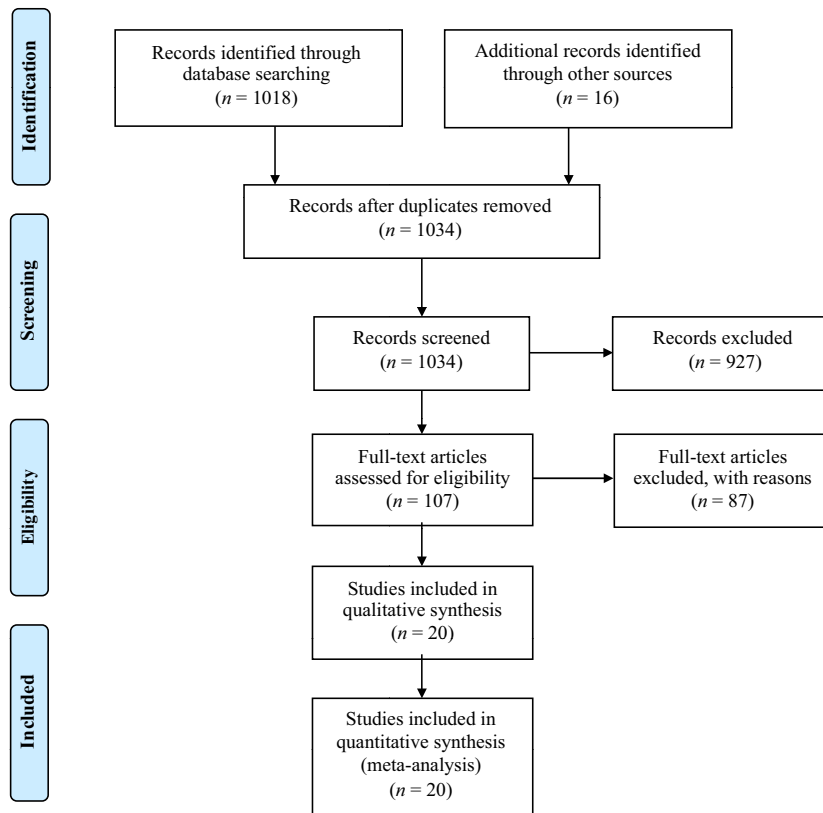 Identification
Records identified through
database searching
(n = 1018)
Additional records identified
through other sources
(n = 16)
Records after duplicates removed
(n = 1034)
Screening
Records screened
(n = 1034)
Records excluded
(n = 927)
Eligibility
Full-text articles
assessed for eligibility
(n = 107)
Full-text articles
excluded, with reasons
(n = 87)
Studies included in
qualitative synthesis
(n = 20)
Included
Studies included in
quantitative synthesis
(meta-analysis)
(n = 20)